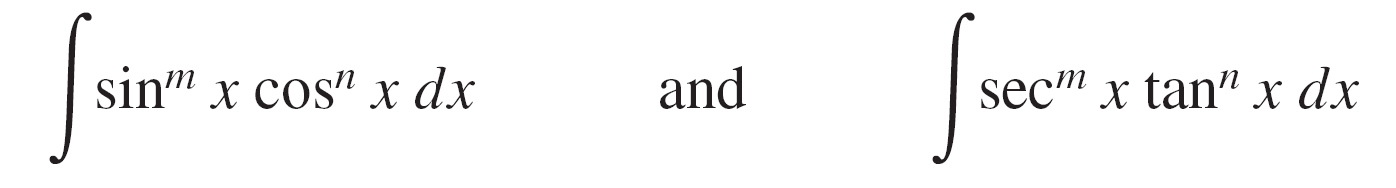 ∫ sinᵐ x cosⁿ x dx and ∫ secᵐ x tanⁿ x dx